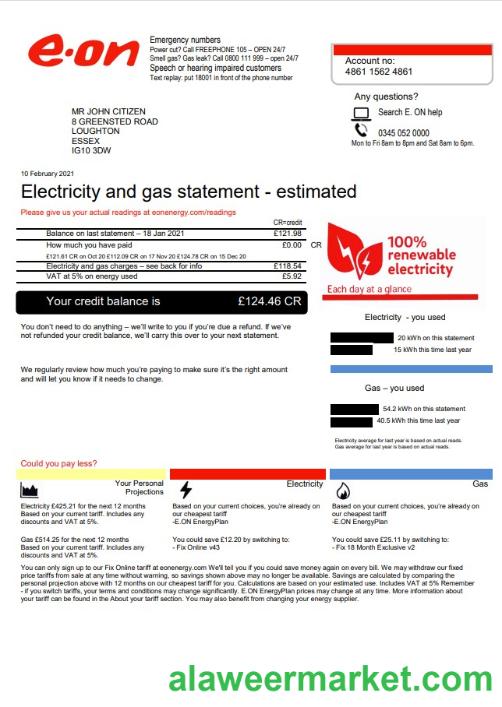 e·on
Emergency numbers
Power cut? Call FREEPHONE 105 – OPEN 24/7
Smell gas? Gas leak? Call 0800 111 999 – open 24/7
Speech or hearing impaired customers
Text replay: put 18001 in front of the phone number
Account no:
4861 1562 4861
Any questions?
Search E. ON help
0345 052 0000
Mon to Fri 8am to 8pm and Sat 8am to 6pm.
MR JOHN CITIZEN
8 GREENSTED ROAD
LOUGHTON
ESSEX
IG10 3DW
10 February 2021
Electricity and gas statement - estimated
Please give us your actual readings at eonenergy.com/readings
CR=credit
Balance on last statement – 18 Jan 2021 £121.98
How much you have paid £0.00 CR
£121.61 CR on Oct 20 £112.09 CR on 17 Nov 20 £124.78 CR on 15 Dec 20
Electricity and gas charges – see back for info £118.54
VAT at 5% on energy used £5.92
Your credit balance is £124.46 CR
You don't need to do anything – we'll write to you if you're due a refund. If we've
not refunded your credit balance, we'll carry this over to your next statement.
We regularly review how much you're paying to make sure it's the right amount
and will let you know if it needs to change.
100%
renewable
electricity
Each day at a glance
Electricity - you used
20 kWh on this statement
15 kWh this time last year
Gas – you used
54.2 kWh on this statement
40.5 kWh this time last year
Electricity average for last year is based on actual reads.
Gas average for last year is based on actual reads.
Could you pay less?
Your Personal
Projections
Electricity £425.21 for the next 12 months
Based on your current tariff. Includes any
discounts and VAT at 5%.
Gas £514.25 for the next 12 months
Based on your current tariff. Includes any
discounts and VAT at 5%.
Electricity
Based on your current choices, you're already on
our cheapest tariff
-E.ON EnergyPlan
You could save £12.20 by switching to:
- Fix Online v43
Gas
Based on your current choices, you're already on
our cheapest tariff
-E.ON EnergyPlan
You could save £25.11 by switching to:
- Fix 18 Month Exclusive v2
You can only sign up to our Fix Online tariff at eonenergy.com We'll tell you if you could save money again on every bill. We may withdraw our fixed
price tariffs from sale at any time without warning, so savings shown above may no longer be available. Savings are calculated by comparing the
personal projection above with 12 months on our cheapest tariff for you. Calculations are based on your estimated use. Includes VAT at 5% Remember
- if you switch tariffs, your terms and conditions may change significantly. E.ON EnergyPlan prices may change at any time. More information about
your tariff can be found in the About your tariff section. You may also benefit from changing your energy supplier.
alaweermarket.com